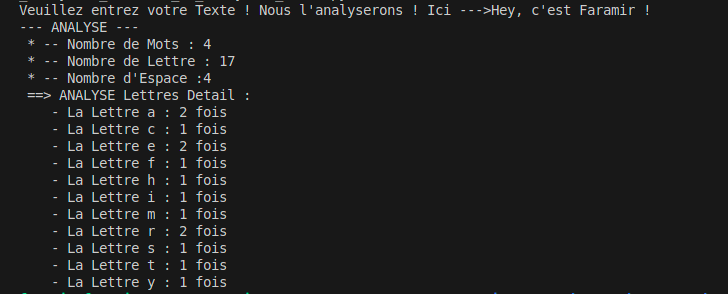 Veuillez entrez votre Texte ! Nous l'analyserons ! Ici --->Hey, c'est Faramir !
--- ANALYSE ---
* -- Nombre de Mots : 4
* -- Nombre de Lettre : 17
* -- Nombre d'Espace :4
==> ANALYSE Lettres Detail :
- La Lettre a : 2 fois
- La Lettre c : 1 fois
- La Lettre e : 2 fois
- La Lettre f : 1 fois
- La Lettre h : 1 fois
- La Lettre i : 1 fois
- La Lettre m : 1 fois
- La Lettre r : 2 fois
- La Lettre s : 1 fois
- La Lettre t : 1 fois
- La Lettre y : 1 fois